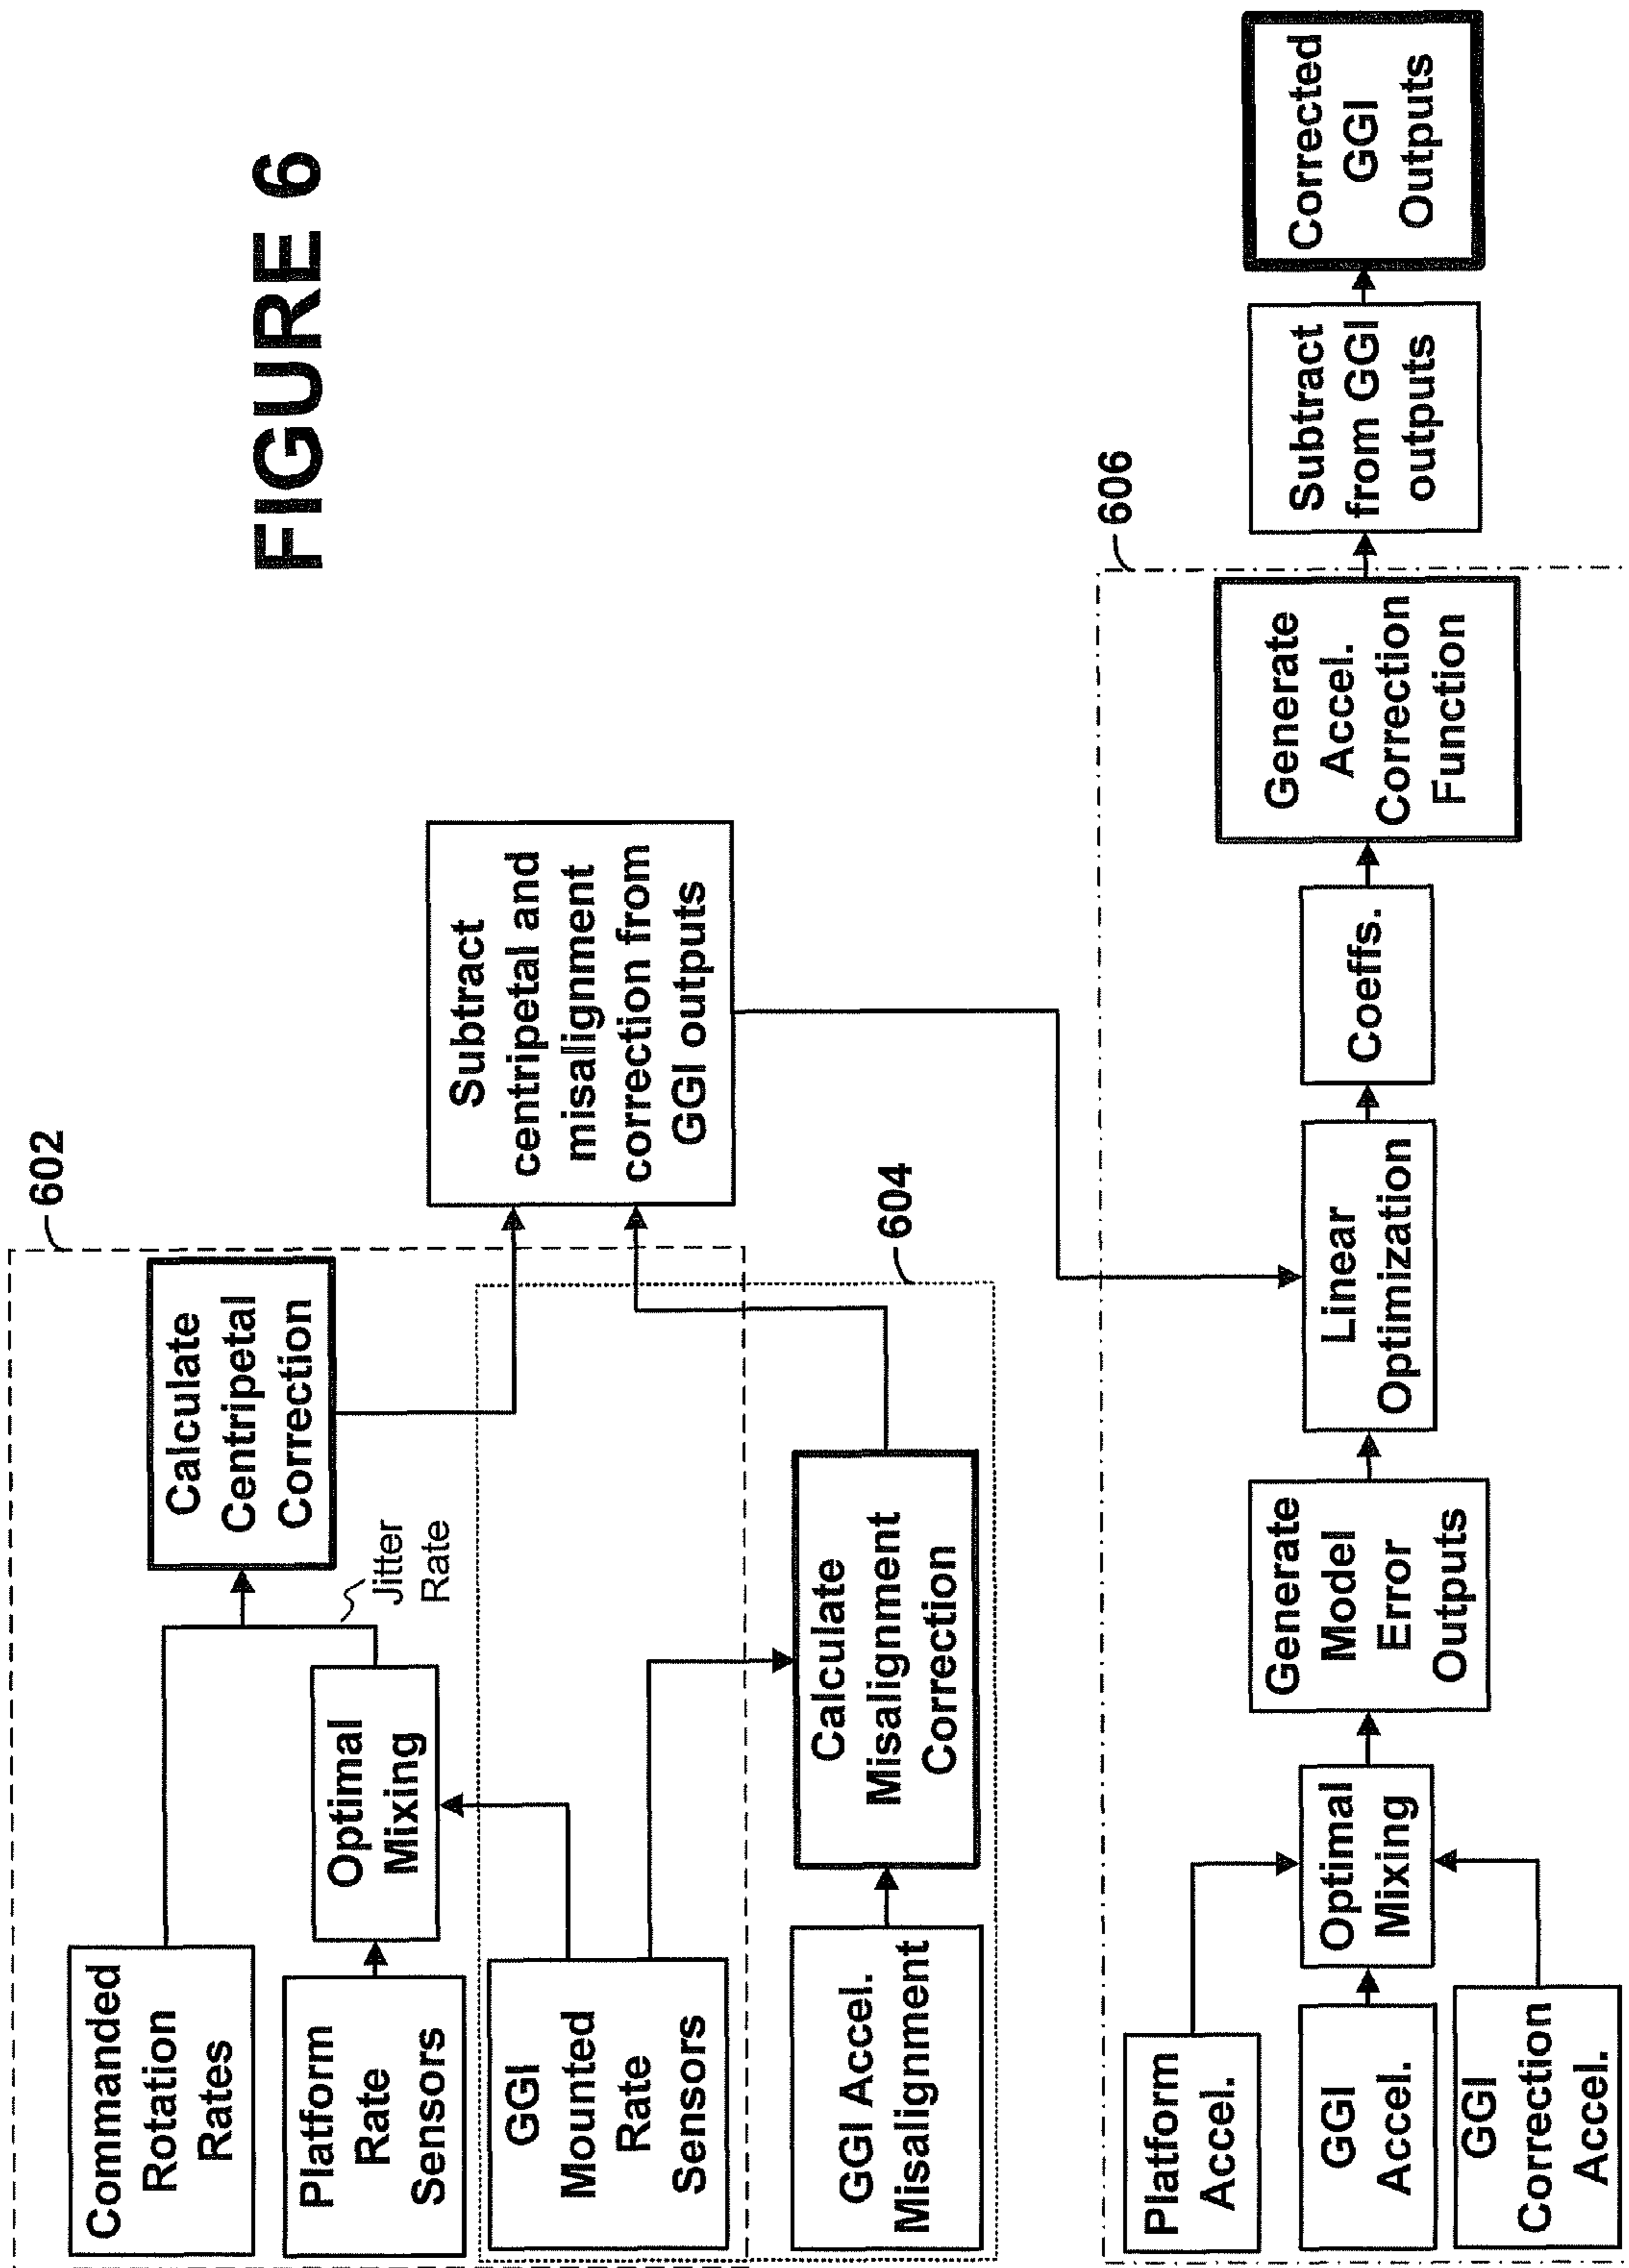 FIGURE 6
602
Commanded
Rotation
Rates
Platform
Rate
Sensors
GGI
Mounted
Rate
Sensors
Optimal
Mixing
Jitter
Rate
Calculate
Centripetal
Correction
604
GGI Accel.
Misalignment
Calculate
Misalignment
Correction
Subtract
centripetal and
misalignment
correction from
GGI outputs
606
Platform
Accel.
GGI
Accel.
GGI
Correction
Accel.
Optimal
Mixing
Generate
Model
Error
Outputs
Linear
Optimization
Coeffs.
Generate
Accel.
Correction
Function
Subtract
from GGI
outputs
Corrected
GGI
Outputs